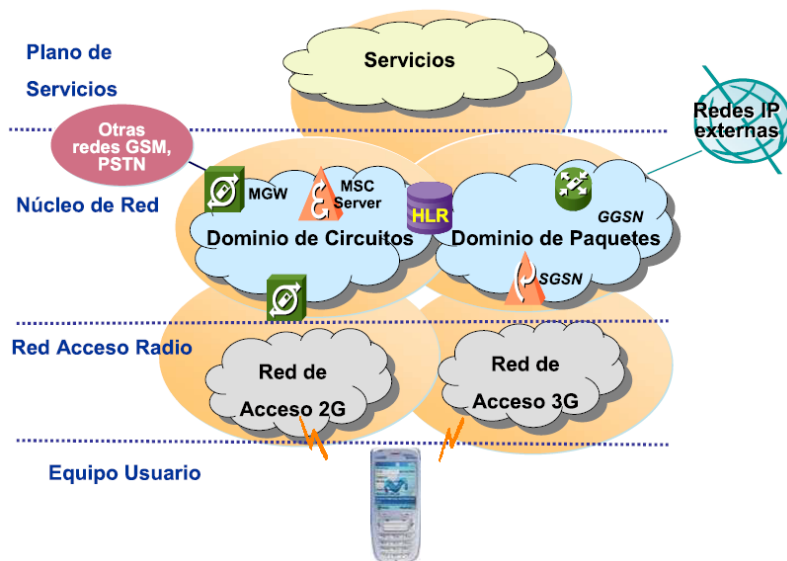 Plano de
Servicios
Servicios
Otras
redes GSM,
PSTN
Redes IP
externas
Núcleo de Red
MGW
MSC
Server
HLR
GGSN
Dominio de Circuitos
Dominio de Paquetes
SGSN
Red Acceso Radio
Red de
Acceso 2G
Red de
Acceso 3G
Equipo Usuario